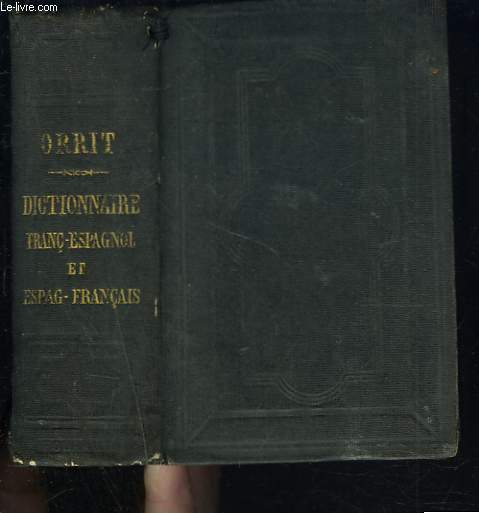 Le-livre.com
ORRIT
DICTIONNAIRE
FRANÇ-ESPAGNOL
ET
ESPAG-FRANÇAIS